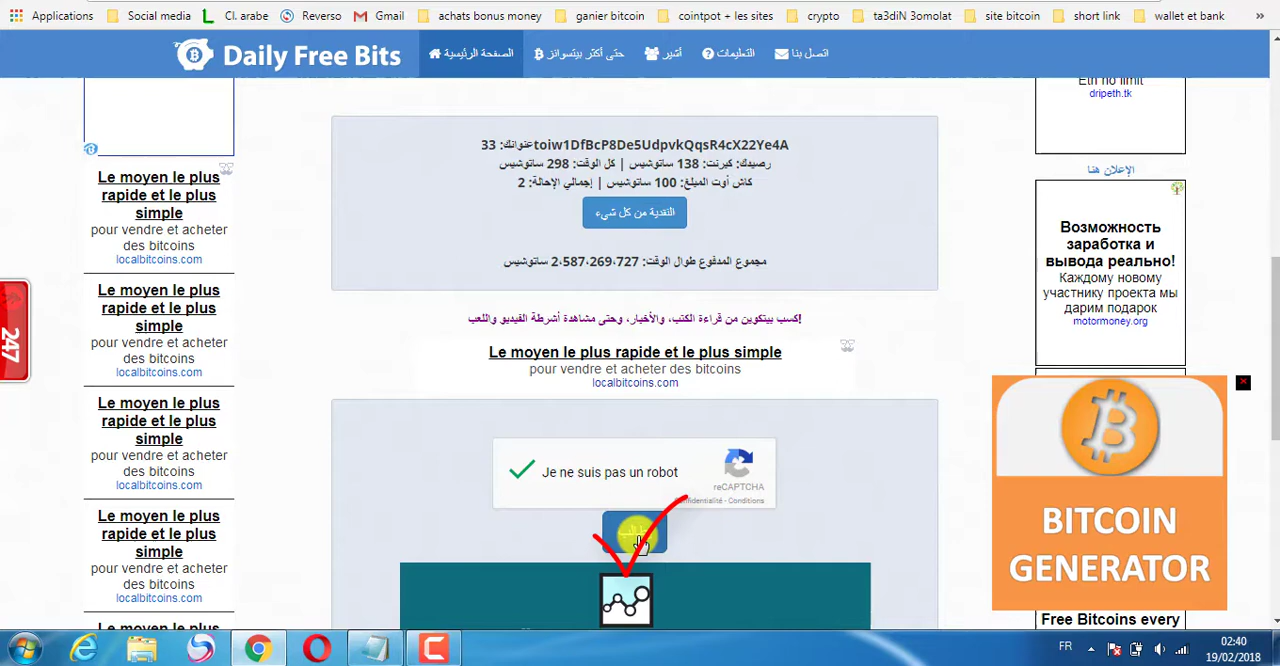 Applications
Social media
Cl. arabe
Reverso
Gmail
achats bonus money
ganier bitcoin
cointpor + les sites
crypto
ta3diN 3omolat
site bitcoin
short link
wallet et bank
»
Daily Free Bits
الصفحة الرئيسية
حتى أكثر بيتسوانز
أشير
التعليمات
اتصل بنا
toiw1DfBcP8De5UdpvkQqsR4cX22Ye4Aعنوانك: 33
رصيدك: كيرنت: 138 ساتوشيس | كل الوقت: 298 ساتوشيس
كاش أوت المبلغ: 100 ساتوشيس | إجمالي الإحالة: 2
النقدية من كل شيء
مجموع المدفوع طوال الوقت: 2،587،269،727 ساتوشيس
!كسب بيتكوين من قراءة الكتب، والأخبار، وحتى مشاهدة أشرطة الفيديو واللعب
Le moyen le plus rapide et le plus simple
pour vendre et acheter des bitcoins
localbitcoins.com
Je ne suis pas un robot
reCAPTCHA
Confidentialité - Conditions
Le moyen le plus
rapide et le plus
simple
pour vendre et acheter
des bitcoins
localbitcoins.com
Le moyen le plus
rapide et le plus
simple
pour vendre et acheter
des bitcoins
localbitcoins.com
Le moyen le plus
rapide et le plus
simple
pour vendre et acheter
des bitcoins
localbitcoins.com
Le moyen le plus
rapide et le plus
simple
pour vendre et acheter
des bitcoins
localbitcoins.com
Le moyen le plus
247
Eth no limit
dripeth.tk
الإعلان هنا
Возможность
заработка и
вывода реально!
Каждому новому
участнику проекта мы
дарим подарок
motormoney.org
BITCOIN
GENERATOR
Free Bitcoins every
FR
02:40
19/02/2018